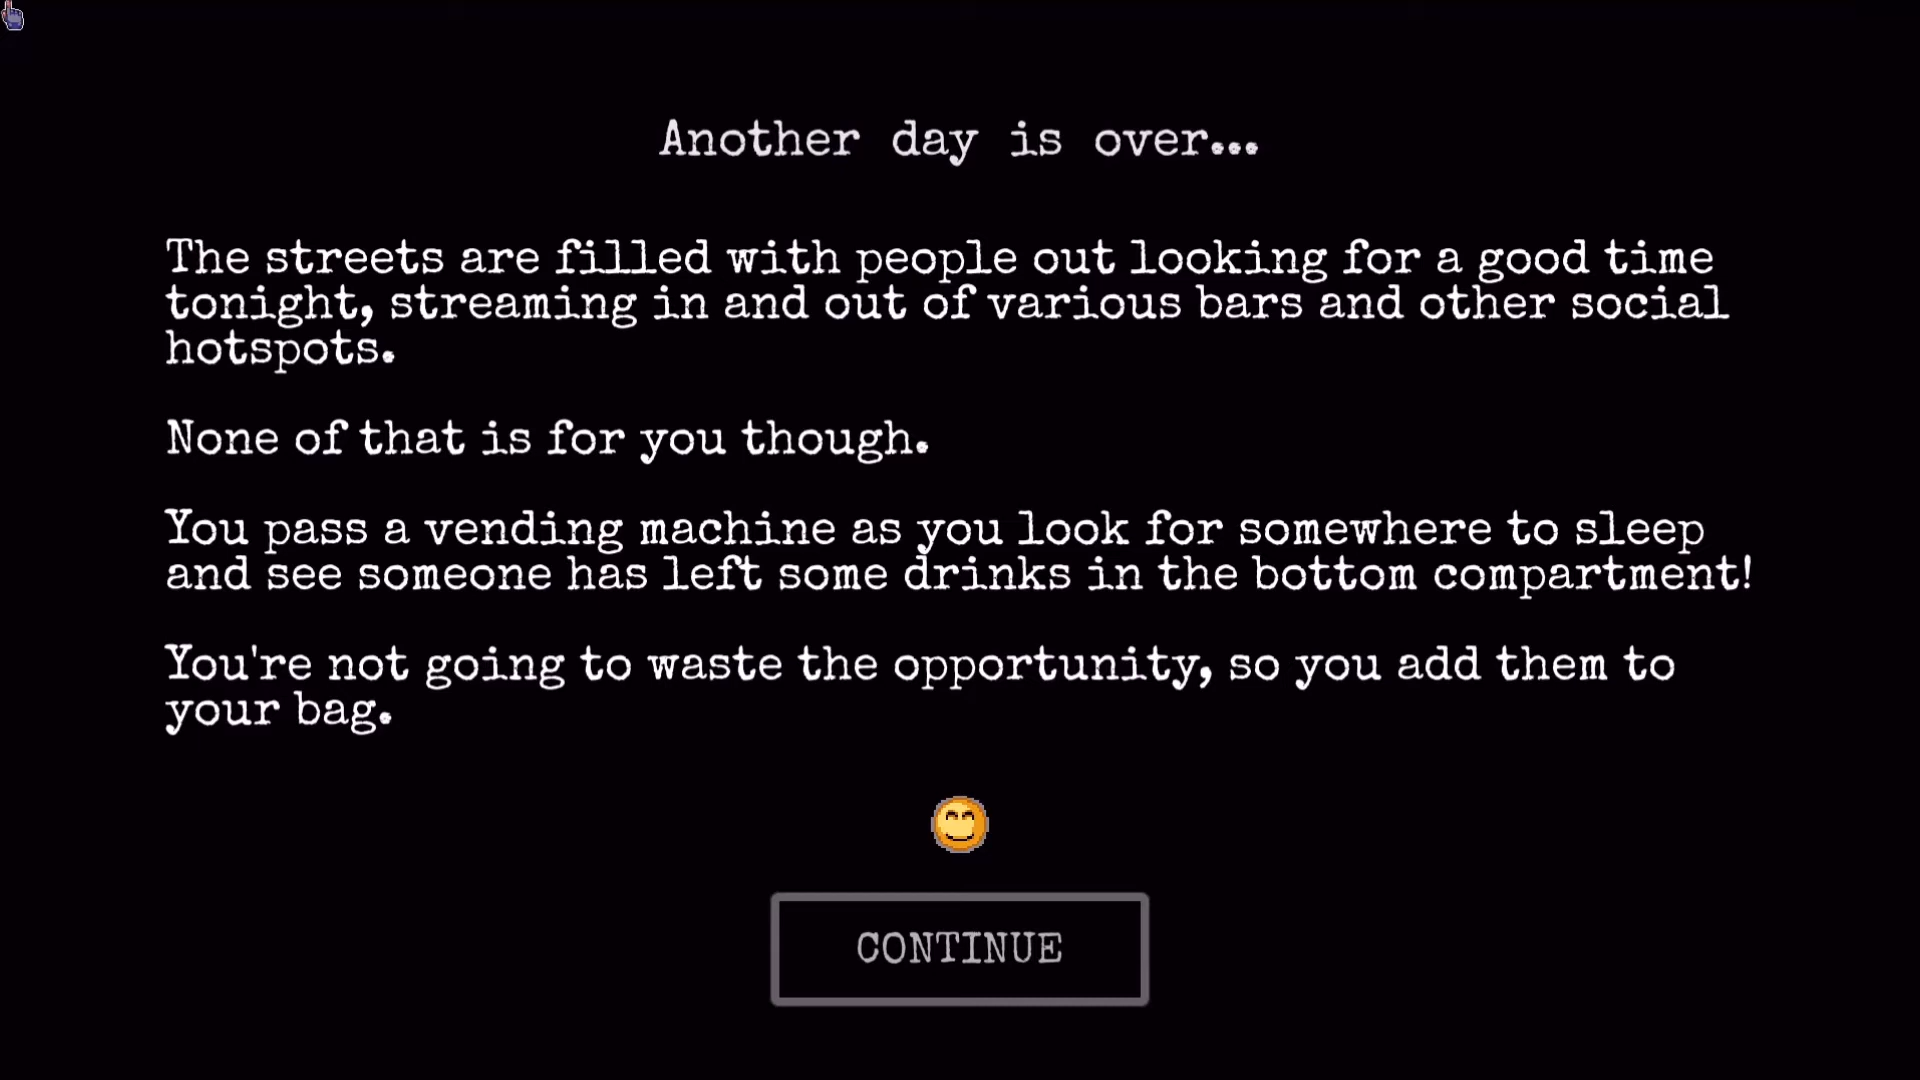 Another day is over...
The streets are filled with people out looking for a good time
tonight, streaming in and out of various bars and other social
hotspots.
None of that is for you though.
You pass a vending machine as you look for somewhere to sleep
and see someone has left some drinks in the bottom compartment!
You're not going to waste the opportunity, so you add them to
your bag.
CONTINUE